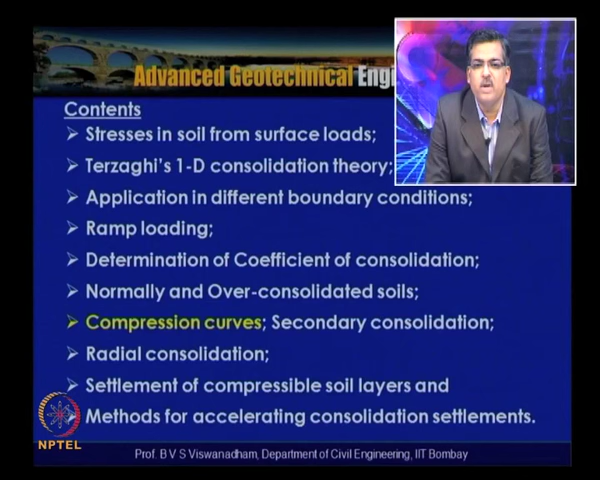 Advanced Geotechnical Engi
Contents
Stresses in soil from surface loads;
Terzaghi's 1-D consolidation theory;
Application in different boundary conditions;
Ramp loading;
Determination of Coefficient of consolidation;
Normally and Over-consolidated soils;
Compression curves; Secondary consolidation;
Radial consolidation;
Settlement of compressible soil layers and
Methods for accelerating consolidation settlements.
NPTEL
Prof. B V S Viswanadham, Department of Civil Engineering, IIT Bombay